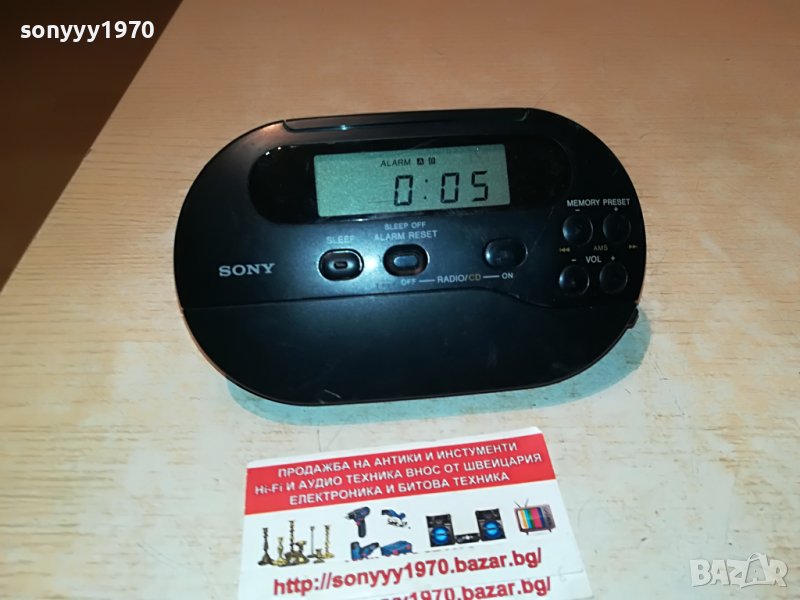 sonyyy1970
sonyyy1970
ALARM A B
0:05
MEMORY PRESET
- +
SLEEP OFF
SLEEP
ALARM RESET
AMS
- VOL +
SONY
OFF — RADIO/CD — ON
ПРОДАЖБА НА АНТИКИ И ИНСТУМЕНТИ
Hi-Fi И АУДИО ТЕХНИКА ВНОС ОТ ШВЕЙЦАРИЯ
ЕЛЕКТРОНИКА И БИТОВА ТЕХНИКА
http://sonyyy1970.bazar.bg/
yyy1970.bazar.bg/
BAZAR